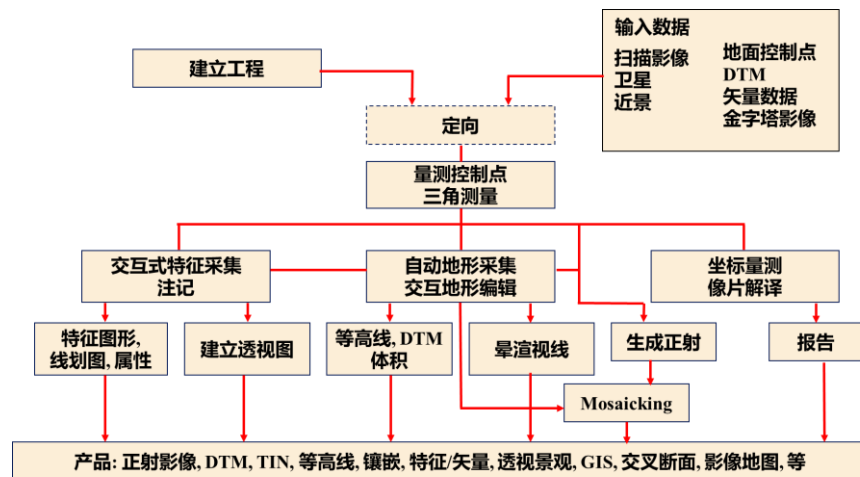 建立工程
输入数据
扫描影像
卫星
近景
地面控制点
DTM
矢量数据
金字塔影像
定向
量测控制点
三角测量
交互式特征采集
注记
自动地形采集
交互地形编辑
坐标量测
像片解译
特征图形,
线划图, 属性
建立透视图
等高线, DTM
体积
晕渲视线
生成正射
报告
Mosaicking
产品: 正射影像, DTM, TIN, 等高线, 镶嵌, 特征/矢量, 透视景观, GIS, 交叉断面, 影像地图, 等